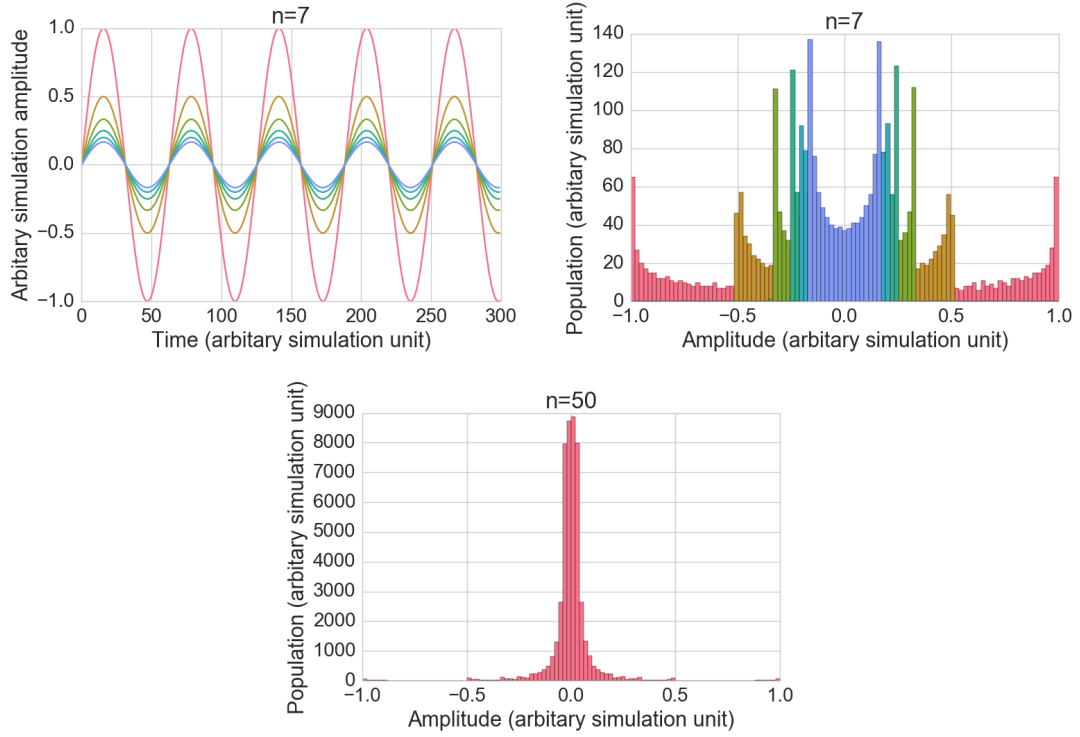 n=7
Arbitary simulation amplitude
1.0
0.5
0.0
−0.5
−1.0
0 50 100 150 200 250 300
Time (arbitary simulation unit)
n=7
Population (arbitary simulation unit)
140
120
100
80
60
40
20
0
−1.0 −0.5 0.0 0.5 1.0
Amplitude (arbitary simulation unit)
n=50
Population (arbitary simulation unit)
9000
8000
7000
6000
5000
4000
3000
2000
1000
0
−1.0 −0.5 0.0 0.5 1.0
Amplitude (arbitary simulation unit)